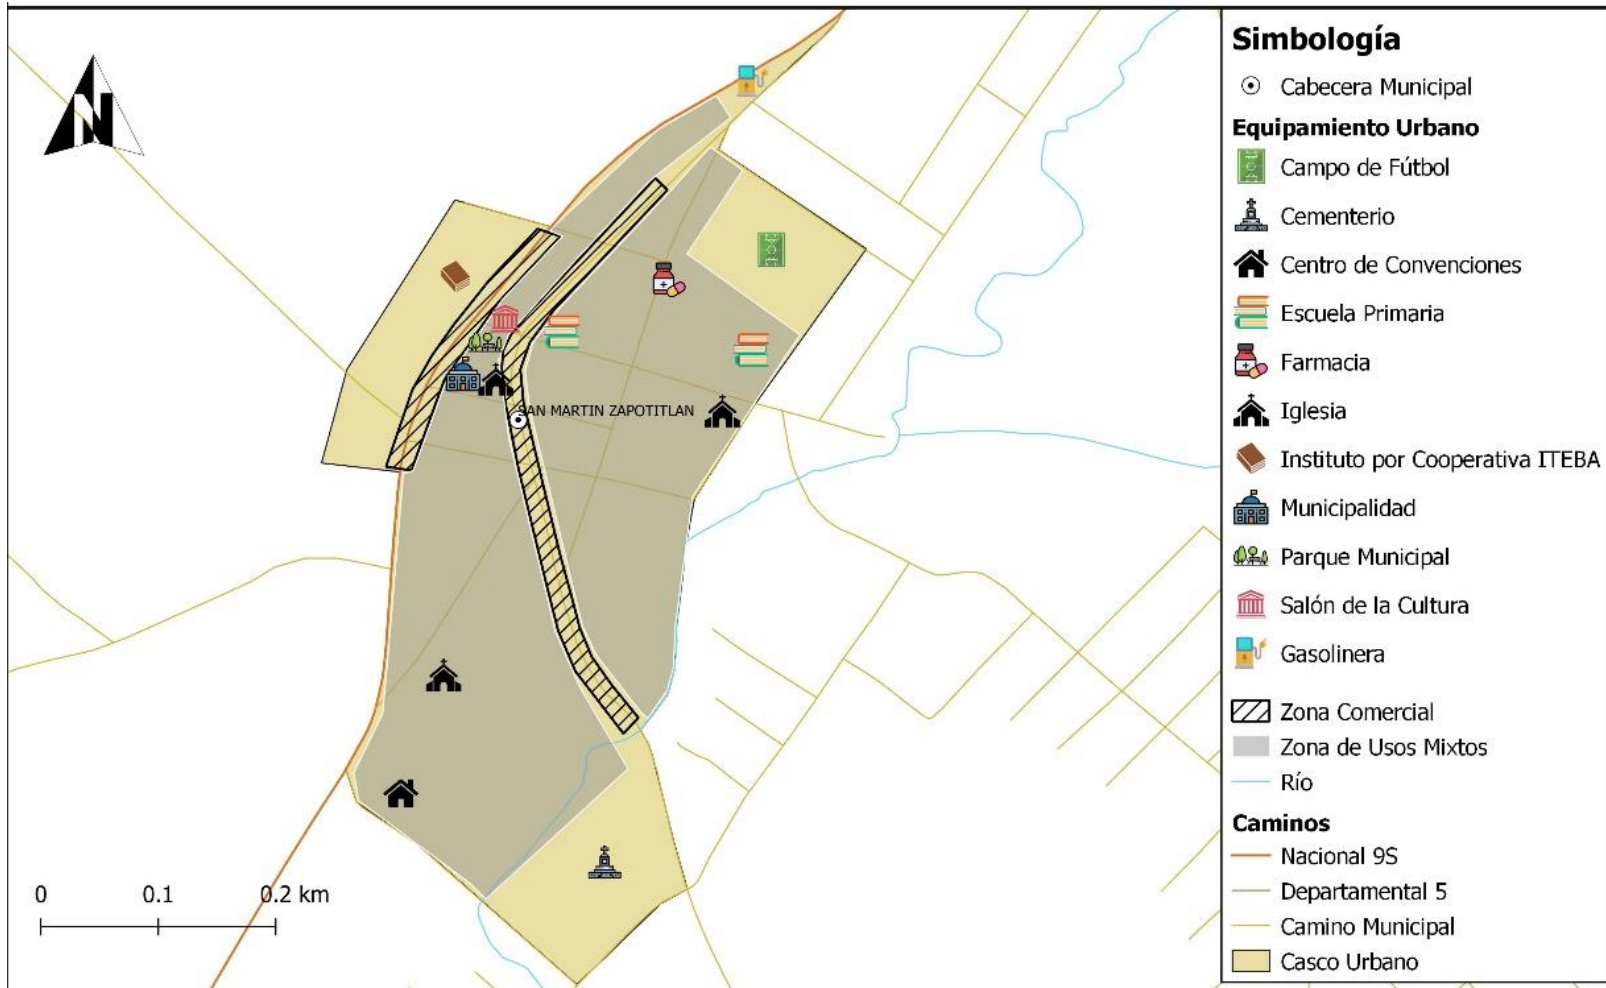 N
SAN MARTIN ZAPOTITLAN
0 0.1 0.2 km
Simbología
Cabecera Municipal
Equipamiento Urbano
Campo de Fútbol
Cementerio
Centro de Convenciones
Escuela Primaria
Farmacia
Iglesia
Instituto por Cooperativa ITEBA
Municipalidad
Parque Municipal
Salón de la Cultura
Gasolinera
Zona Comercial
Zona de Usos Mixtos
Río
Caminos
Nacional 9S
Departamental 5
Camino Municipal
Casco Urbano